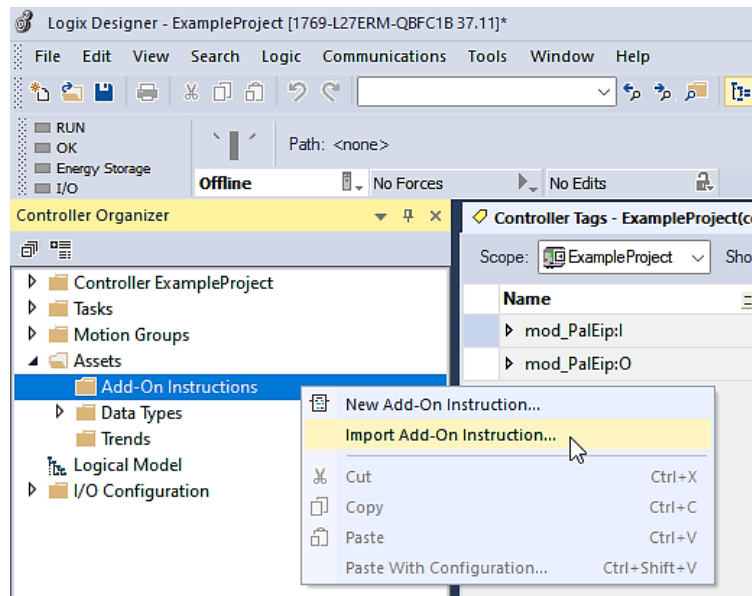 Logix Designer - ExampleProject [1769-L27ERM-QBFC1B 37.11]*
File Edit View Search Logic Communications Tools Window Help
RUN
OK
Energy Storage
I/O
Path: <none>
Offline No Forces No Edits
Controller Organizer
Controller Tags - ExampleProject(c
Scope: ExampleProject Sho
Name
mod_PalEip:I
mod_PalEip:O
Controller ExampleProject
Tasks
Motion Groups
Assets
Add-On Instructions
Data Types
Trends
Logical Model
I/O Configuration
New Add-On Instruction...
Import Add-On Instruction...
Cut Ctrl+X
Copy Ctrl+C
Paste Ctrl+V
Paste With Configuration... Ctrl+Shift+V